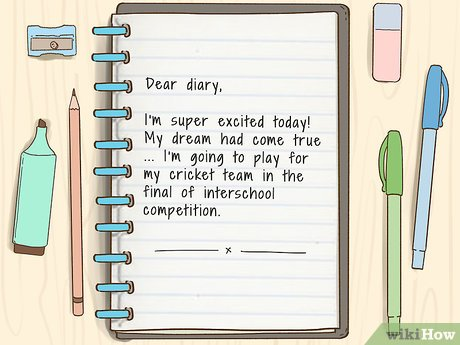 Dear diary,
I'm super excited today!
My dream had come true
... I'm going to play for
my cricket team in the
final of interschool
competition.
x
wikiHow